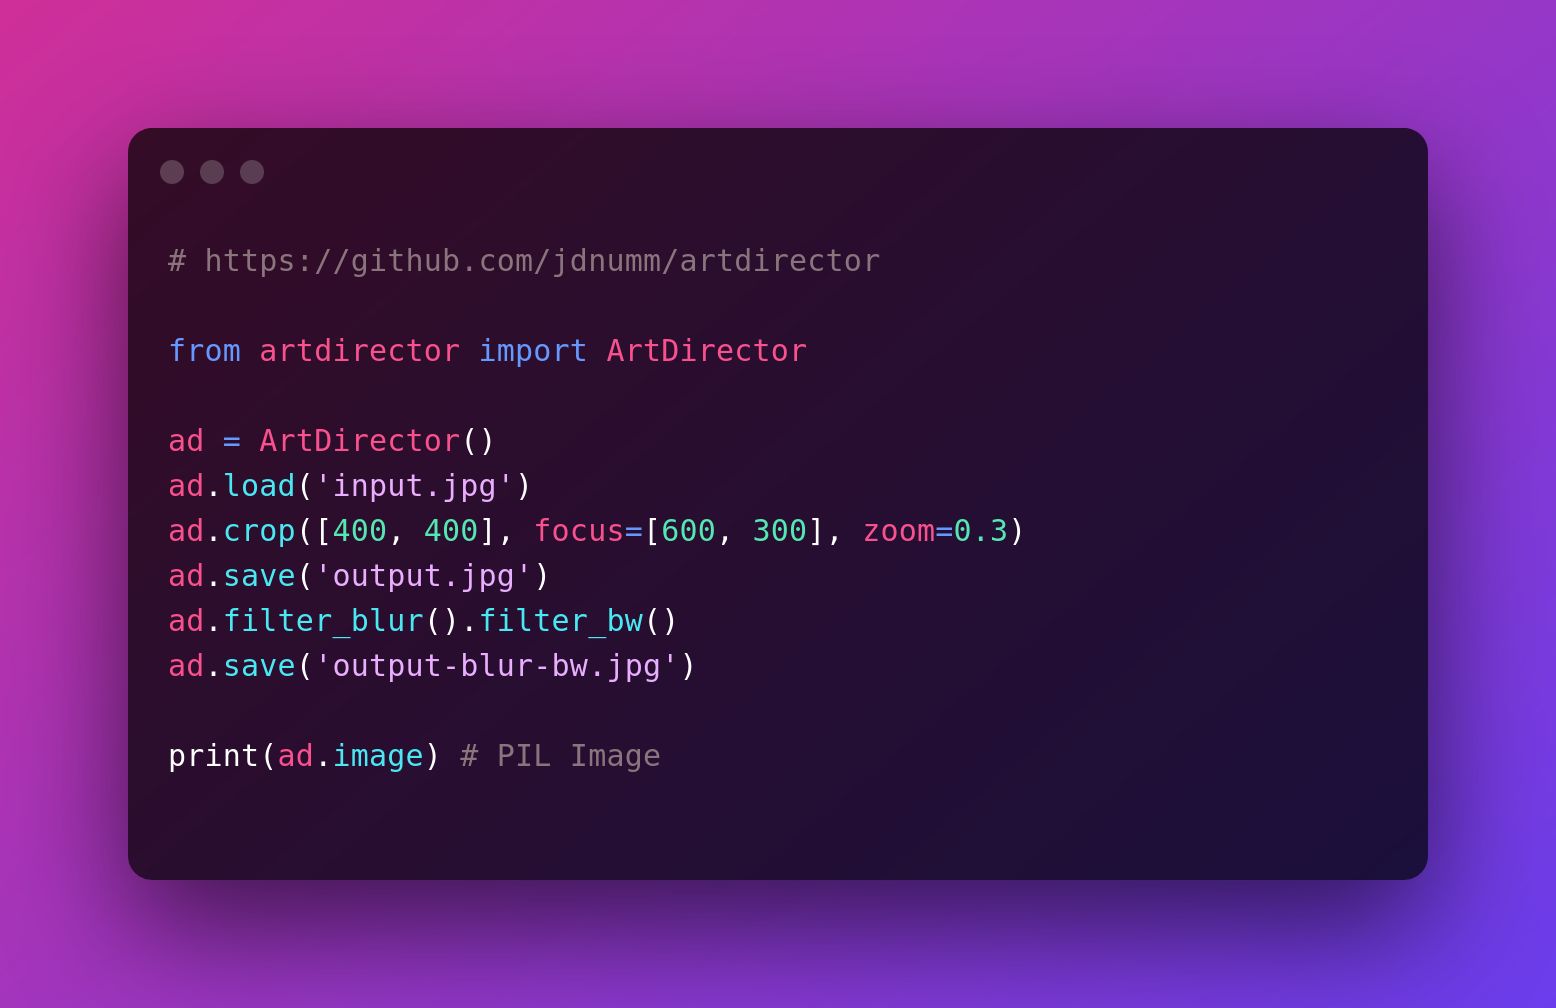 # https://github.com/jdnumm/artdirector
from artdirector import ArtDirector
ad = ArtDirector()
ad.load('input.jpg')
ad.crop([400, 400], focus=[600, 300], zoom=0.3)
ad.save('output.jpg')
ad.filter_blur().filter_bw()
ad.save('output-blur-bw.jpg')
print(ad.image) # PIL Image